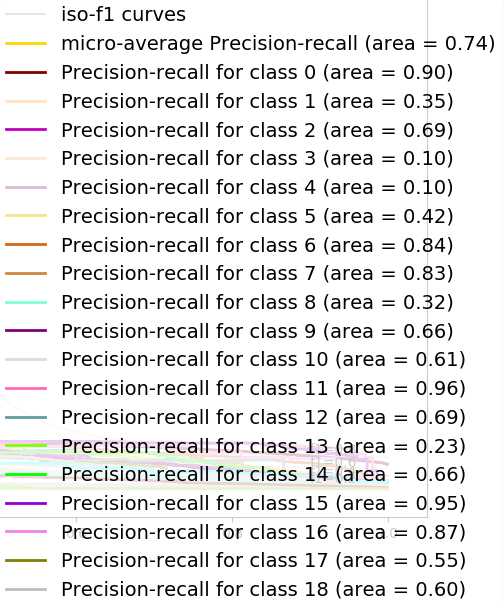 iso-f1 curves
micro-average Precision-recall (area = 0.74)
Precision-recall for class 0 (area = 0.90)
Precision-recall for class 1 (area = 0.35)
Precision-recall for class 2 (area = 0.69)
Precision-recall for class 3 (area = 0.10)
Precision-recall for class 4 (area = 0.10)
Precision-recall for class 5 (area = 0.42)
Precision-recall for class 6 (area = 0.84)
Precision-recall for class 7 (area = 0.83)
Precision-recall for class 8 (area = 0.32)
Precision-recall for class 9 (area = 0.66)
Precision-recall for class 10 (area = 0.61)
Precision-recall for class 11 (area = 0.96)
Precision-recall for class 12 (area = 0.69)
Precision-recall for class 13 (area = 0.23)
Precision-recall for class 14 (area = 0.66)
Precision-recall for class 15 (area = 0.95)
Precision-recall for class 16 (area = 0.87)
Precision-recall for class 17 (area = 0.55)
Precision-recall for class 18 (area = 0.60)